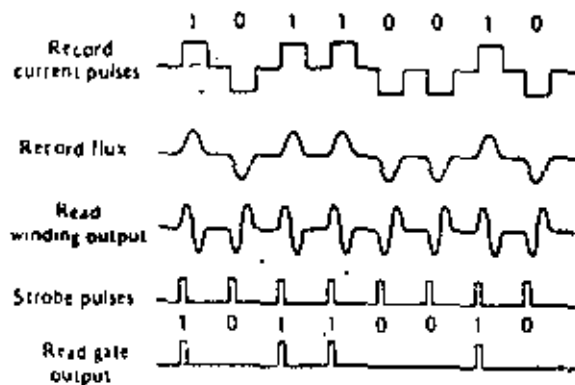 1 0 1 1 0 0 1 0
Record
current pulses
Record flux
Read
winding output
Strobe pulses
1 0 1 1 0 0 1 0
Read gate
output